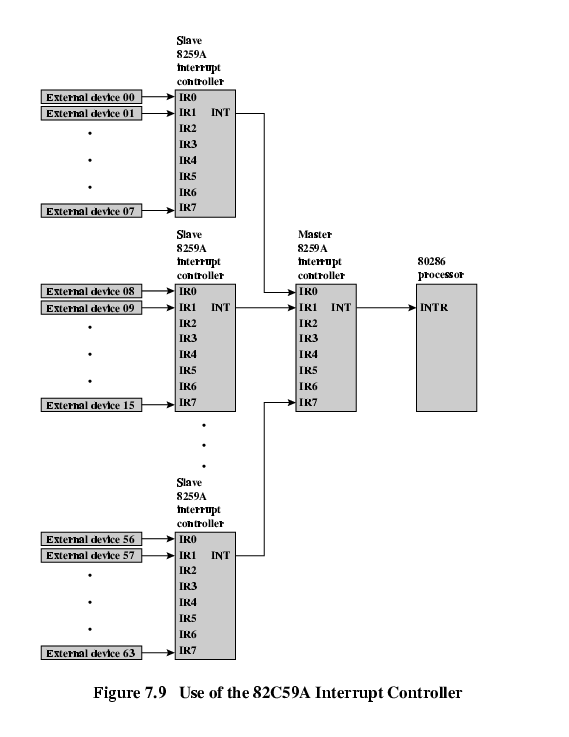 Slave
8259A
interrupt
controller
External device 00
External device 01
External device 07
IR0
IR1 INT
IR2
IR3
IR4
IR5
IR6
IR7
Slave
8259A
interrupt
controller
External device 08
External device 09
External device 15
IR0
IR1 INT
IR2
IR3
IR4
IR5
IR6
IR7
Master
8259A
interrupt
controller
IR0
IR1 INT
IR2
IR3
IR4
IR5
IR6
IR7
80286
processor
INTR
Slave
8259A
interrupt
controller
External device 56
External device 57
External device 63
IR0
IR1 INT
IR2
IR3
IR4
IR5
IR6
IR7
Figure 7.9 Use of the 82C59A Interrupt Controller